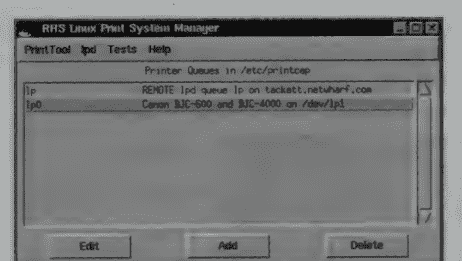 RHS Linux Print System Manager
PrintTool lpd Tests Help
Printer Queues in /etc/printcap
lp REMOTE lpd queue lp on tackett.netwharf.com
lp0 Canon BJC-600 and BJC-4000 on /dev/lp1
Edit Add Delete